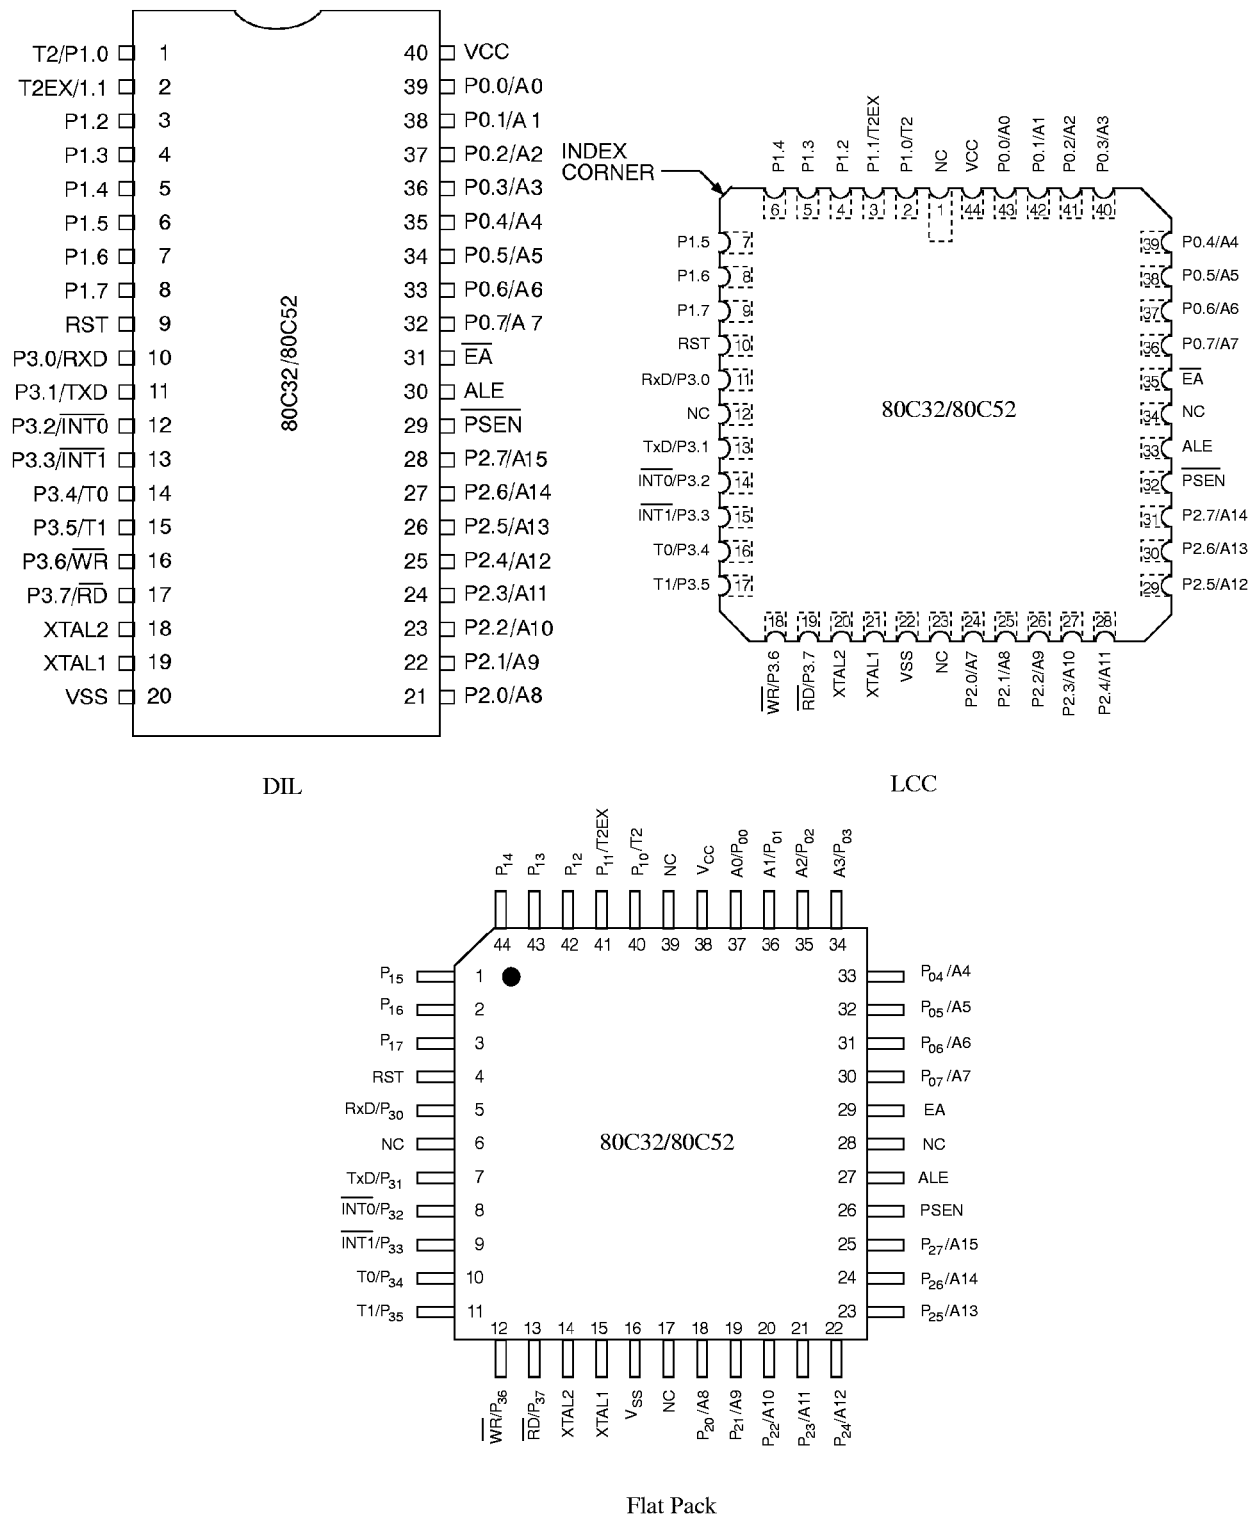 T2/P1.0 1 40 VCC
T2EX/1.1 2 39 P0.0/A0
P1.2 3 38 P0.1/A1
P1.3 4 37 P0.2/A2
P1.4 5 36 P0.3/A3
P1.5 6 35 P0.4/A4
P1.6 7 34 P0.5/A5
P1.7 8 33 P0.6/A6
RST 9 32 P0.7/A7
P3.0/RXD 10 31 E̅A̅
P3.1/TXD 11 30 ALE
P3.2/I̅N̅T̅0̅ 12 29 P̅S̅E̅N̅
P3.3/I̅N̅T̅1̅ 13 28 P2.7/A15
P3.4/T0 14 27 P2.6/A14
P3.5/T1 15 26 P2.5/A13
P3.6/W̅R̅ 16 25 P2.4/A12
P3.7/R̅D̅ 17 24 P2.3/A11
XTAL2 18 23 P2.2/A10
XTAL1 19 22 P2.1/A9
VSS 20 21 P2.0/A8
80C32/80C52
DIL
INDEX
CORNER
P1.4 P1.3 P1.2 P1.1/T2EX P1.0/T2 NC VCC P0.0/A0 P0.1/A1 P0.2/A2 P0.3/A3
6 5 4 3 2 1 44 43 42 41 40
P1.5 7 39 P0.4/A4
P1.6 8 38 P0.5/A5
P1.7 9 37 P0.6/A6
RST 10 36 P0.7/A7
RxD/P3.0 11 35 E̅A̅
NC 12 34 NC
TxD/P3.1 13 33 ALE
I̅N̅T̅0̅/P3.2 14 32 P̅S̅E̅N̅
I̅N̅T̅1̅/P3.3 15 31 P2.7/A14
T0/P3.4 16 30 P2.6/A13
T1/P3.5 17 29 P2.5/A12
80C32/80C52
18 19 20 21 22 23 24 25 26 27 28
W̅R̅/P3.6 R̅D̅/P3.7 XTAL2 XTAL1 VSS NC P2.0/A7 P2.1/A8 P2.2/A9 P2.3/A10 P2.4/A11
LCC
P14 P13 P12 P11/T2EX P10/T2 NC VCC A0/P00 A1/P01 A2/P02 A3/P03
44 43 42 41 40 39 38 37 36 35 34
P15 1 33 P04/A4
P16 2 32 P05/A5
P17 3 31 P06/A6
RST 4 30 P07/A7
RxD/P30 5 29 EA
NC 6 28 NC
TxD/P31 7 27 ALE
I̅N̅T̅0̅/P32 8 26 PSEN
I̅N̅T̅1̅/P33 9 25 P27/A15
T0/P34 10 24 P26/A14
T1/P35 11 23 P25/A13
80C32/80C52
12 13 14 15 16 17 18 19 20 21 22
W̅R̅/P36 R̅D̅/P37 XTAL2 XTAL1 VSS NC P20/A8 P21/A9 P22/A10 P23/A11 P24/A12
Flat Pack